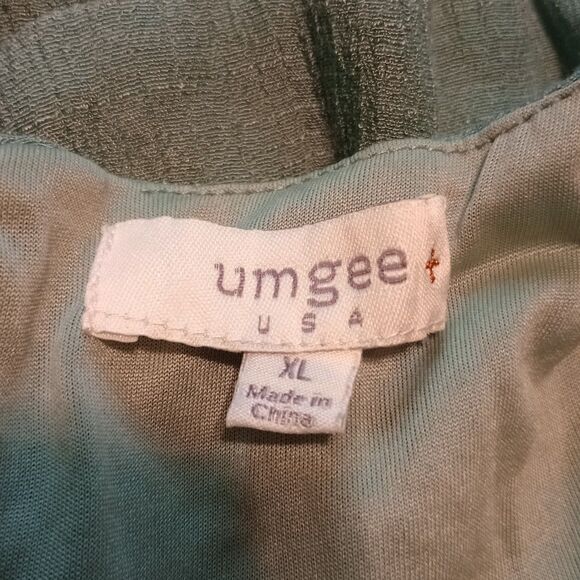 umgee +
USA
XL
Made in
China